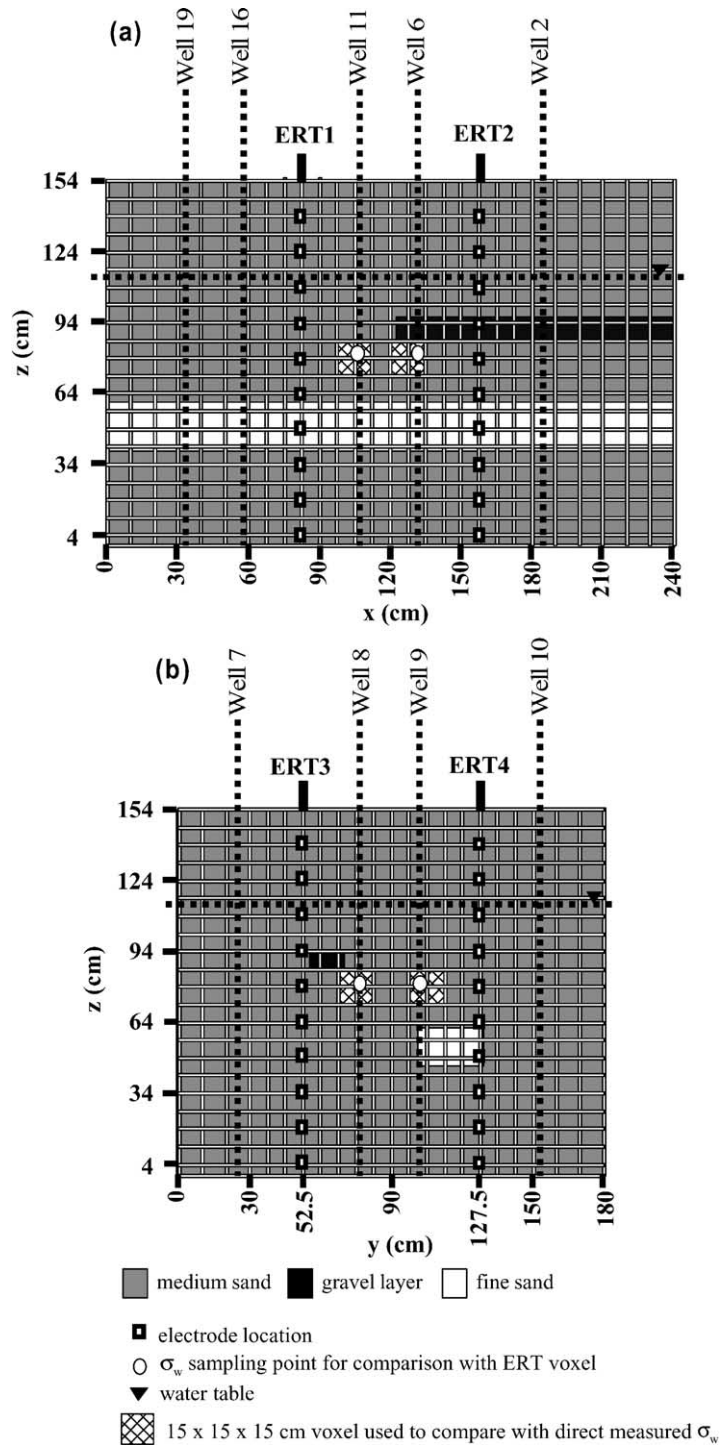 (a)
Well 19
Well 16
Well 11
Well 6
Well 2
ERT1
ERT2
154
124
94
64
34
4
z (cm)
0
30
60
90
120
150
180
210
240
x (cm)
(b)
Well 7
Well 8
Well 9
Well 10
ERT3
ERT4
154
124
94
64
34
4
z (cm)
0
30
52.5
90
127.5
150
180
y (cm)
medium sand
gravel layer
fine sand
electrode location
σw sampling point for comparison with ERT voxel
water table
15 x 15 x 15 cm voxel used to compare with direct measured σw